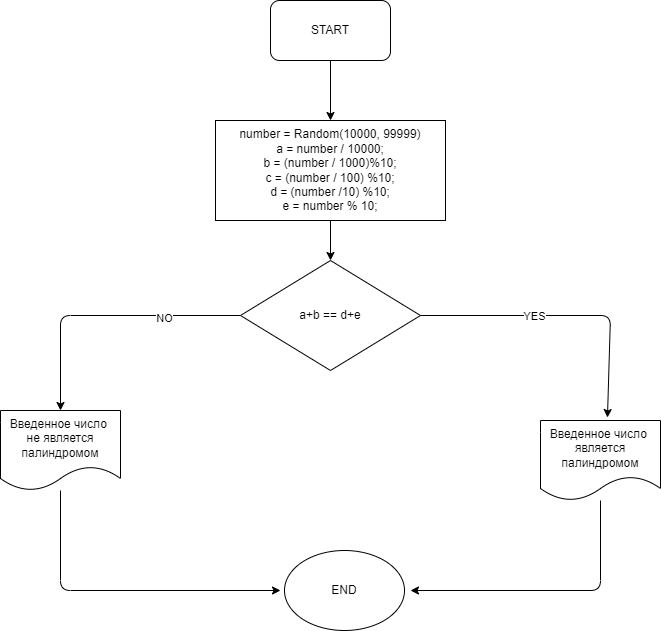 START
number = Random(10000, 99999)
a = number / 10000;
b = (number / 1000)%10;
c = (number / 100) %10;
d = (number /10) %10;
e = number % 10;
a+b == d+e
NO
YES
Введенное число
не является
палиндромом
Введенное число
является
палиндромом
END